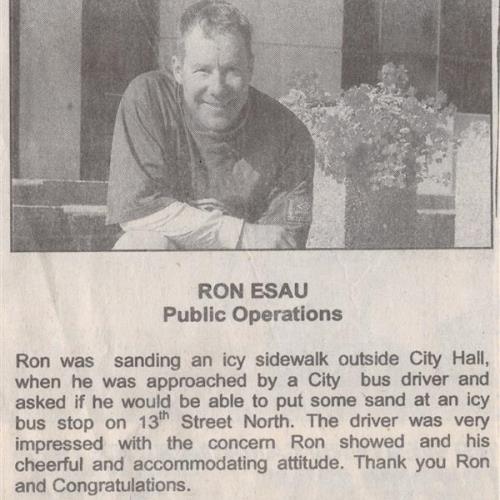 RON ESAU
Public Operations
Ron was sanding an icy sidewalk outside City Hall,
when he was approached by a City bus driver and
asked if he would be able to put some sand at an icy
bus stop on 13th Street North. The driver was very
impressed with the concern Ron showed and his
cheerful and accommodating attitude. Thank you Ron
and Congratulations.